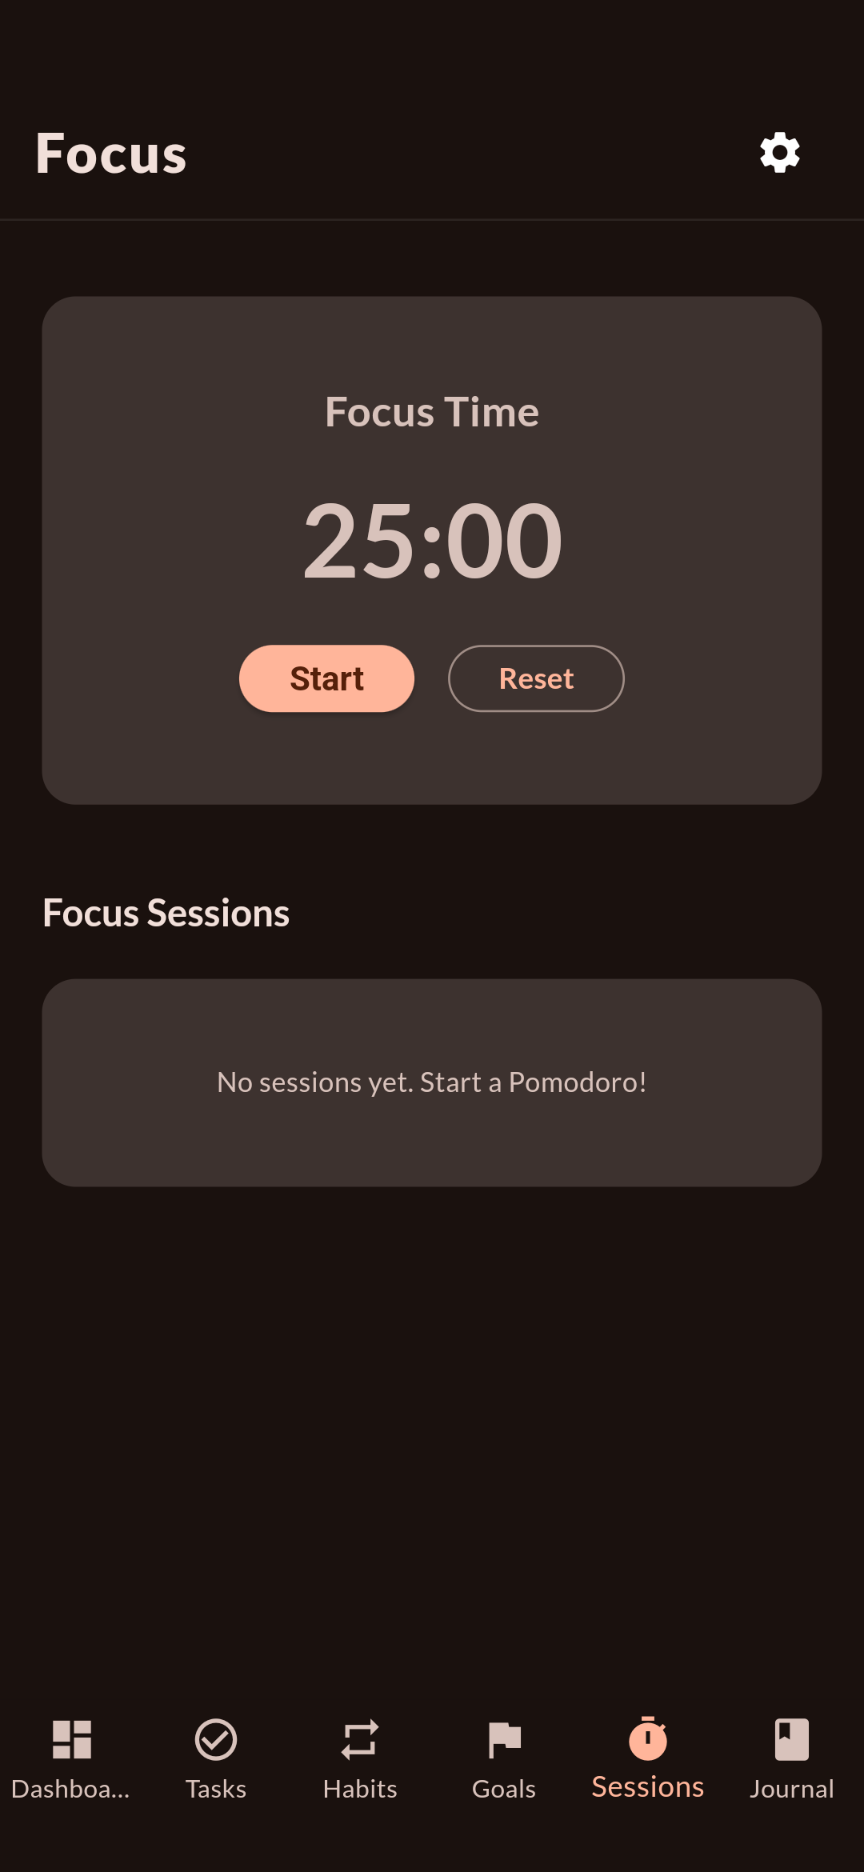 Focus
Focus Time
25:00
Start Reset
Focus Sessions
No sessions yet. Start a Pomodoro!
Dashboa... Tasks Habits Goals Sessions Journal